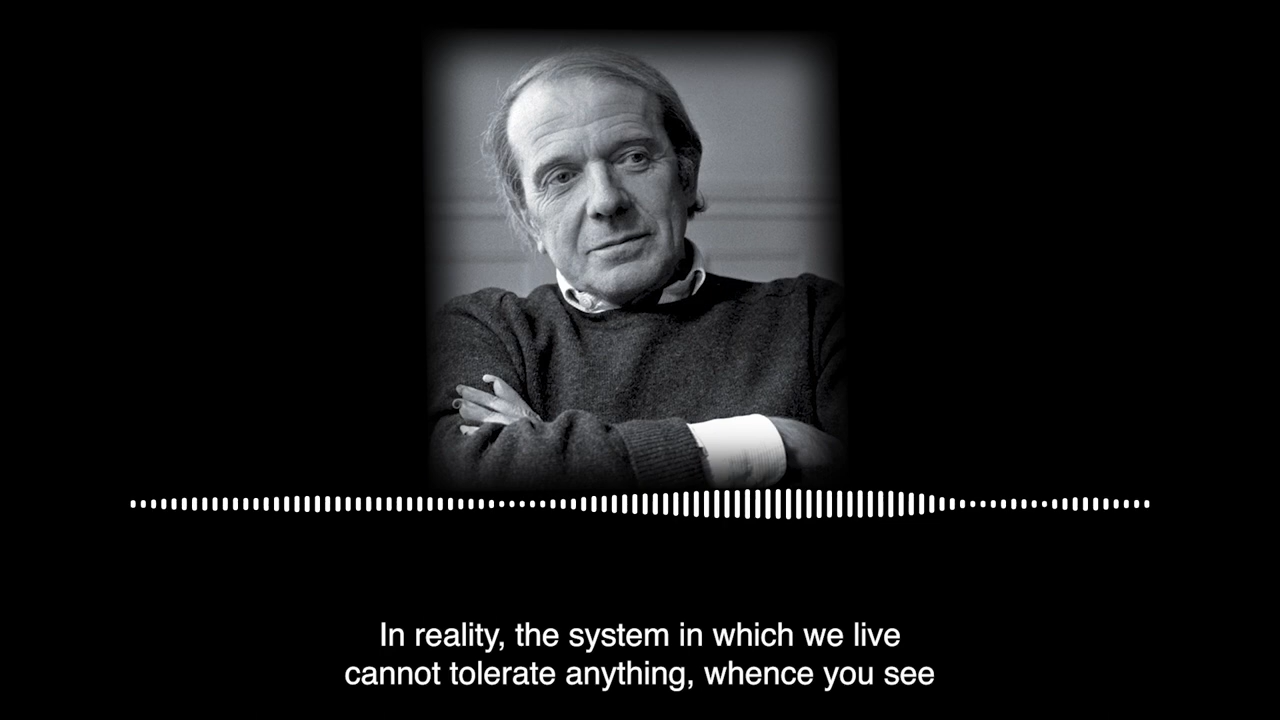 In reality, the system in which we live
cannot tolerate anything, whence you see